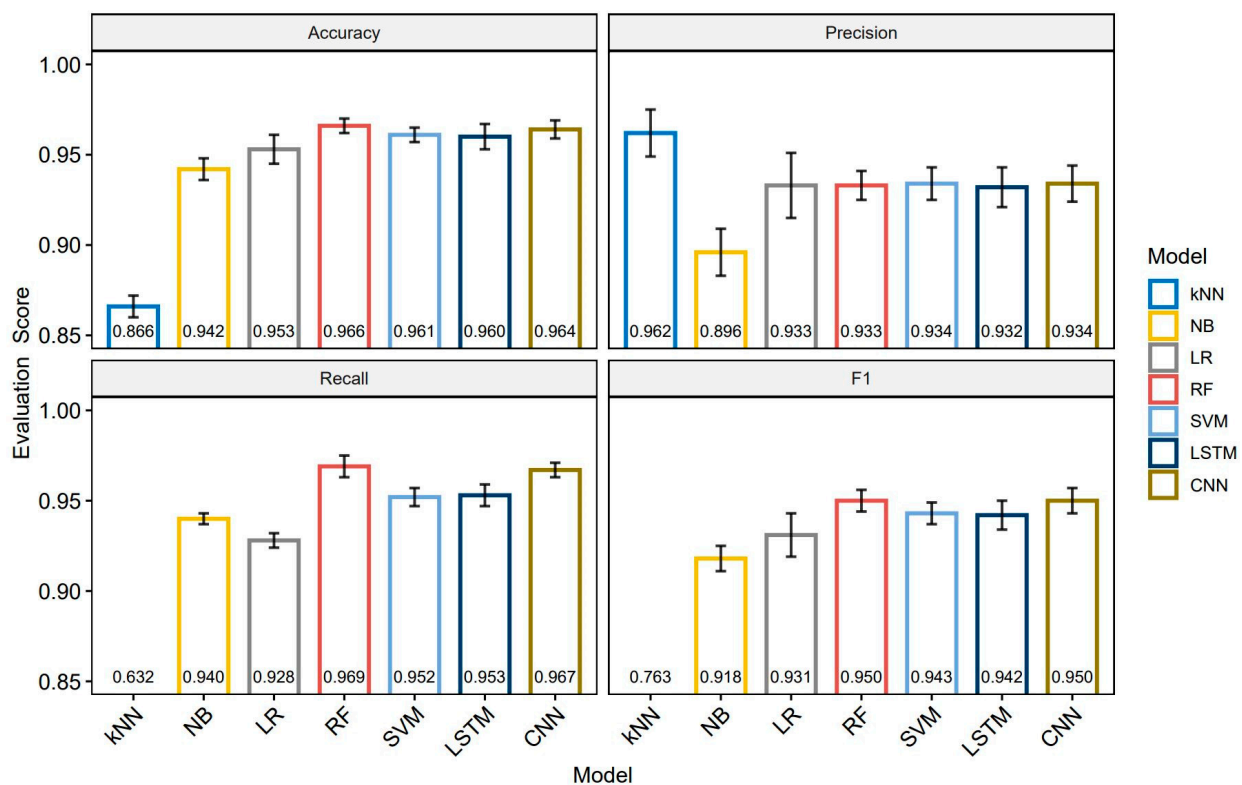 Accuracy
Precision
1.00
0.95
0.90
0.85
0.866 0.942 0.953 0.966 0.961 0.960 0.964
0.962 0.896 0.933 0.933 0.934 0.932 0.934
Recall
F1
1.00
0.95
0.90
0.85
0.632 0.940 0.928 0.969 0.952 0.953 0.967
0.763 0.918 0.931 0.950 0.943 0.942 0.950
kNN NB LR RF SVM LSTM CNN
kNN NB LR RF SVM LSTM CNN
Model
Evaluation Score
Model
kNN
NB
LR
RF
SVM
LSTM
CNN